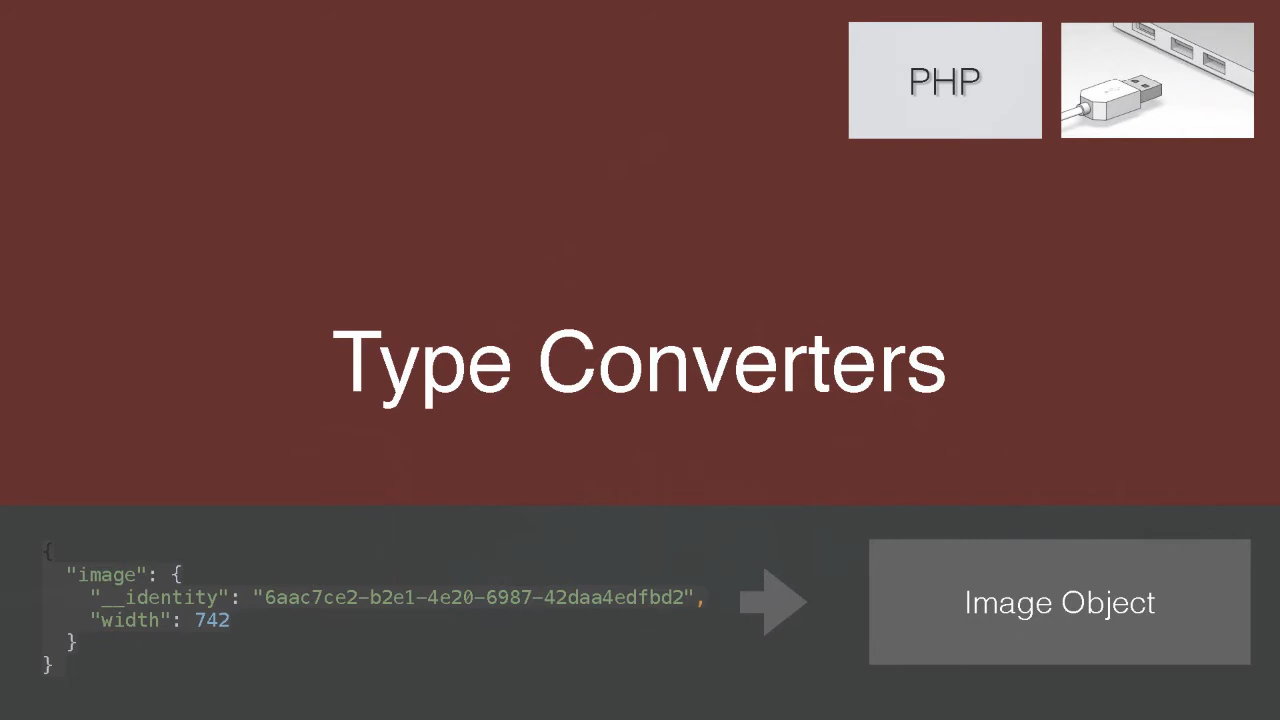 PHP
Type Converters
{
"image": {
"__identity": "6aac7ce2-b2e1-4e20-6987-42daa4edfbd2",
"width": 742
}
}
Image Object